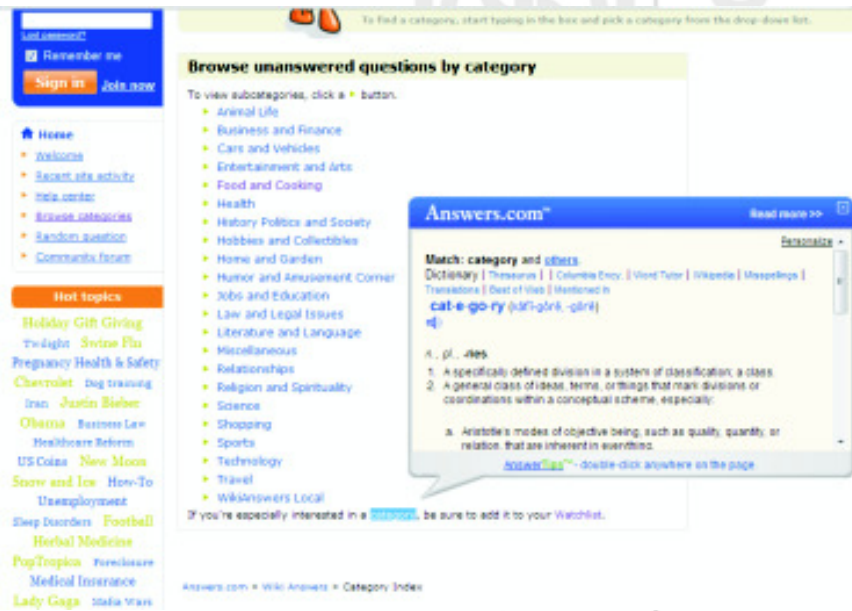 To find a category, start typing in the box and pick a category from the drop-down list.
Lost password?
Remember me
Sign in Join now
Home
Welcome
Recent site activity
Help center
Browse categories
Random question
Community forum
Hot topics
Holiday Gift Giving
Twilight Swine Flu
Pregnancy Health & Safety
Chevrolet Dog training
Iran Justin Bieber
Obama Business Law
Healthcare Reform
US Coins New Moon
Snow and Ice How-To
Unemployment
Sleep Disorders Football
Herbal Medicine
PopTropica Foreclosure
Medical Insurance
Lady Gaga Mafia Wars
Browse unanswered questions by category
To view subcategories, click a button.
Animal Life
Business and Finance
Cars and Vehicles
Entertainment and Arts
Food and Cooking
Health
History Politics and Society
Hobbies and Collectibles
Home and Garden
Humor and Amusement Corner
Jobs and Education
Law and Legal Issues
Literature and Language
Miscellaneous
Relationships
Religion and Spirituality
Science
Shopping
Sports
Technology
Travel
WikiAnswers Local
If you're especially interested in a category, be sure to add it to your Watchlist.
Answers.com™ Read more >>
Personalize
Match: category and others.
Dictionary | Thesaurus | | Columbia Ency. | Word Tutor | Wikipedia | Misspellings |
Translations | Best of Web | Mentioned in
cat·e·go·ry
n., pl., -ries.
1. A specifically defined division in a system of classification; a class.
2. A general class of ideas, terms, or things that mark divisions or
coordinations within a conceptual scheme, especially:
a. Aristotle's modes of objective being, such as quality, quantity, or
relation, that are inherent in everything.
AnswerTips™ - double-click anywhere on the page
Answers.com > Wiki Answers > Category Index